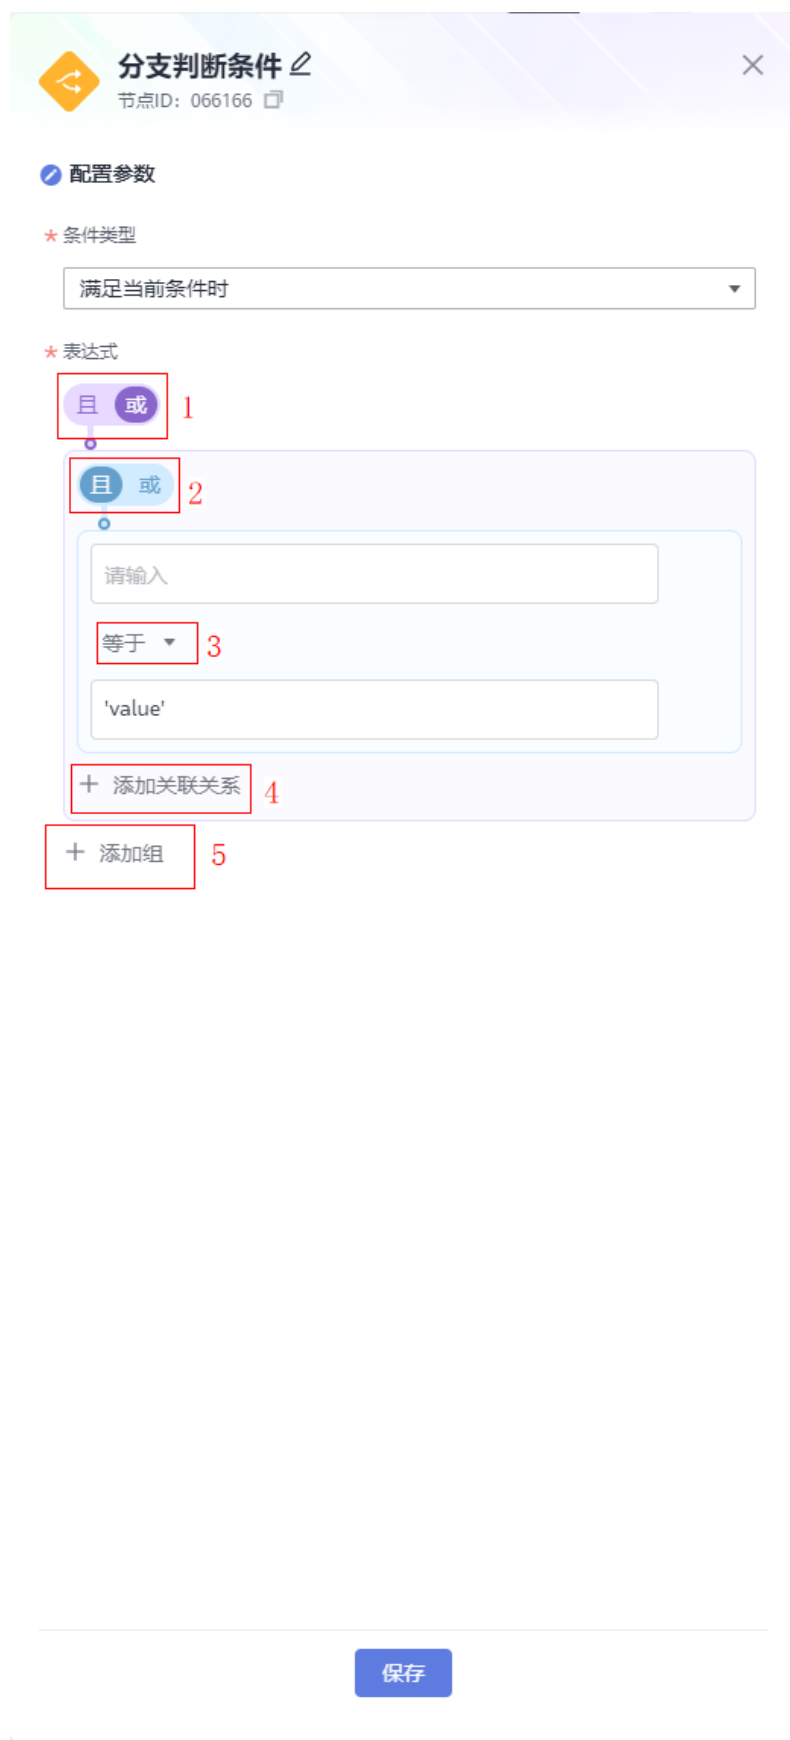 分支判断条件
节点ID：066166
配置参数
* 条件类型
满足当前条件时
* 表达式
且 或 1
且 或 2
请输入
等于 3
'value'
+ 添加关联关系 4
+ 添加组 5
保存